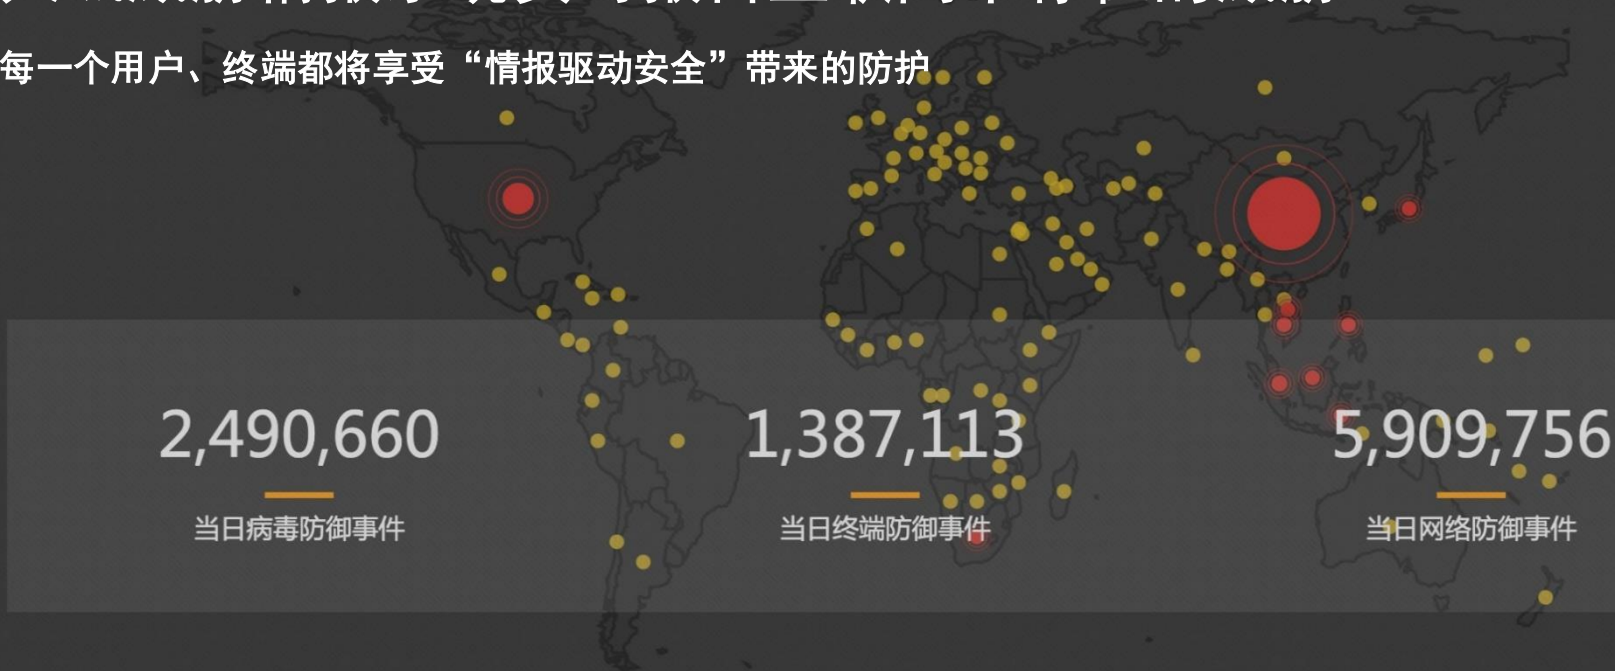 每一个用户、终端都将享受“情报驱动安全”带来的防护
2,490,660
1,387,113
5,909,756
当日病毒防御事件
当日终端防御事件
当日网络防御事件